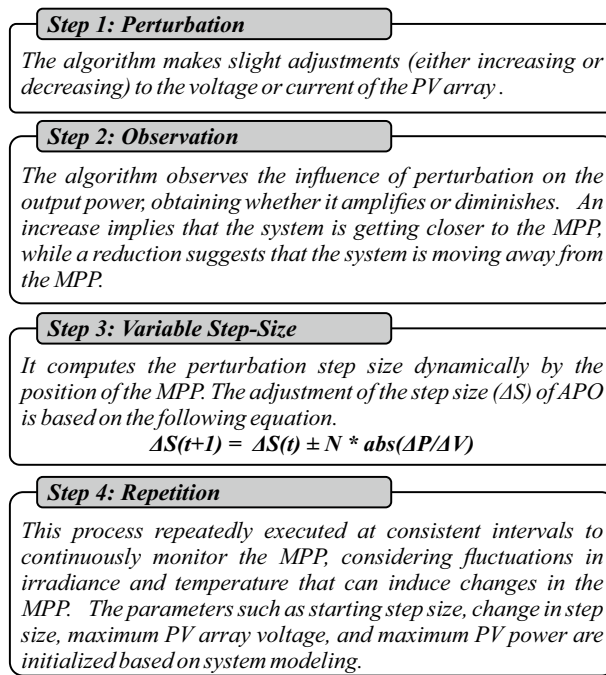 Step 1: Perturbation
The algorithm makes slight adjustments (either increasing or
decreasing) to the voltage or current of the PV array .
Step 2: Observation
The algorithm observes the influence of perturbation on the
output power, obtaining whether it amplifies or diminishes. An
increase implies that the system is getting closer to the MPP,
while a reduction suggests that the system is moving away from
the MPP.
Step 3: Variable Step-Size
It computes the perturbation step size dynamically by the
position of the MPP. The adjustment of the step size (ΔS) of APO
is based on the following equation.
ΔS(t+1) = ΔS(t) ± N * abs(ΔP/ΔV)
Step 4: Repetition
This process repeatedly executed at consistent intervals to
continuously monitor the MPP, considering fluctuations in
irradiance and temperature that can induce changes in the
MPP. The parameters such as starting step size, change in step
size, maximum PV array voltage, and maximum PV power are
initialized based on system modeling.